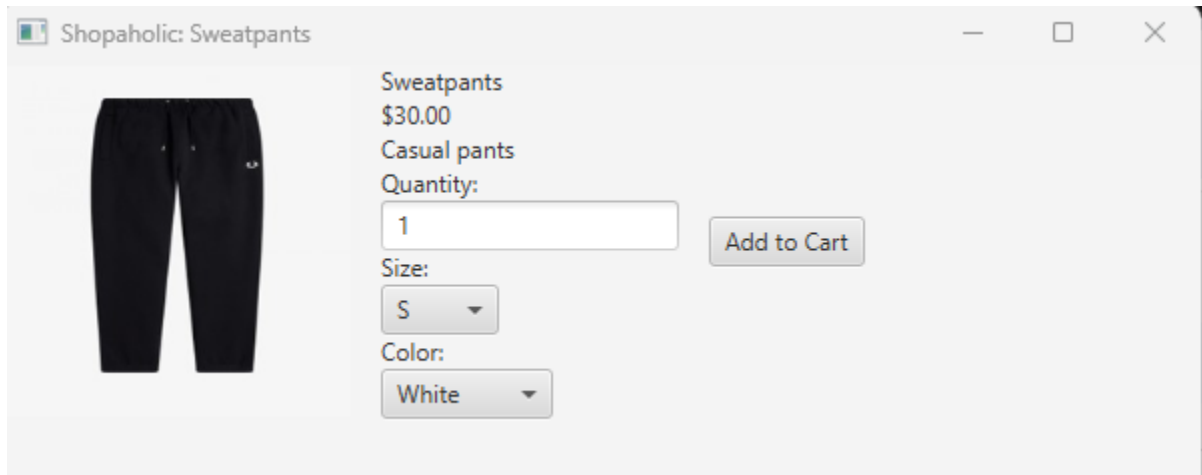 Shopaholic: Sweatpants
Sweatpants
$30.00
Casual pants
Quantity:
1
Add to Cart
Size:
S
Color:
White